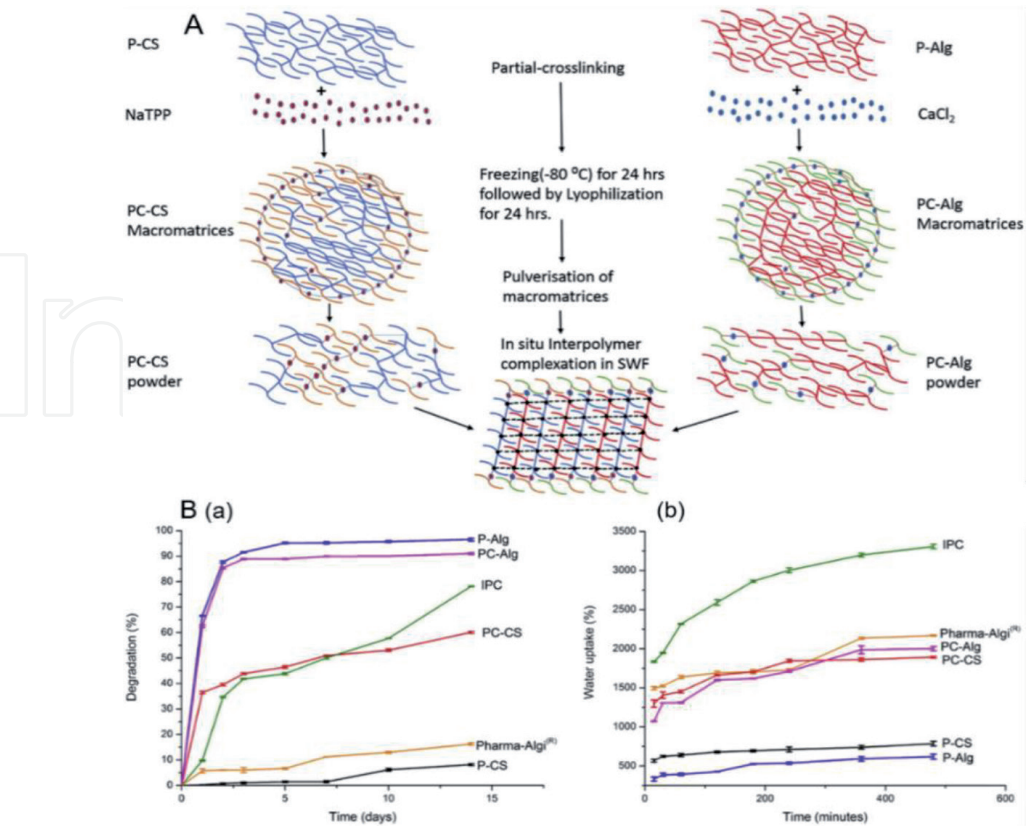 A
P-CS
NaTPP
PC-CS
Macromatrices
PC-CS
powder
+
Partial-crosslinking
Freezing(-80 ⁰C) for 24 hrs
followed by Lyophilization
for 24 hrs.
Pulverisation of
macromatrices
In situ Interpolymer
complexation in SWF
+
P-Alg
CaCl₂
PC-Alg
Macromatrices
PC-Alg
powder
B (a)
Degradation (%)
100
90
80
70
60
50
40
30
20
10
0
P-Alg
PC-Alg
IPC
PC-CS
Pharma-Algi(R)
P-CS
0
5
10
15
Time (days)
(b)
Water uptake (%)
3500
3000
2500
2000
1500
1000
500
IPC
Pharma-Algi(R)
PC-Alg
PC-CS
P-CS
P-Alg
0
200
400
600
Time (minutes)
In